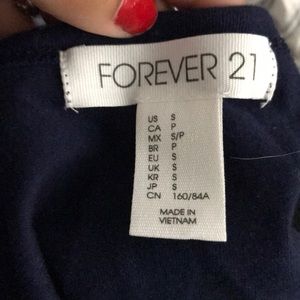 FOREVER 21
US S
CA P
MX S/P
BR P
EU S
UK S
KR S
JP S
CN 160/84A
MADE IN
VIETNAM